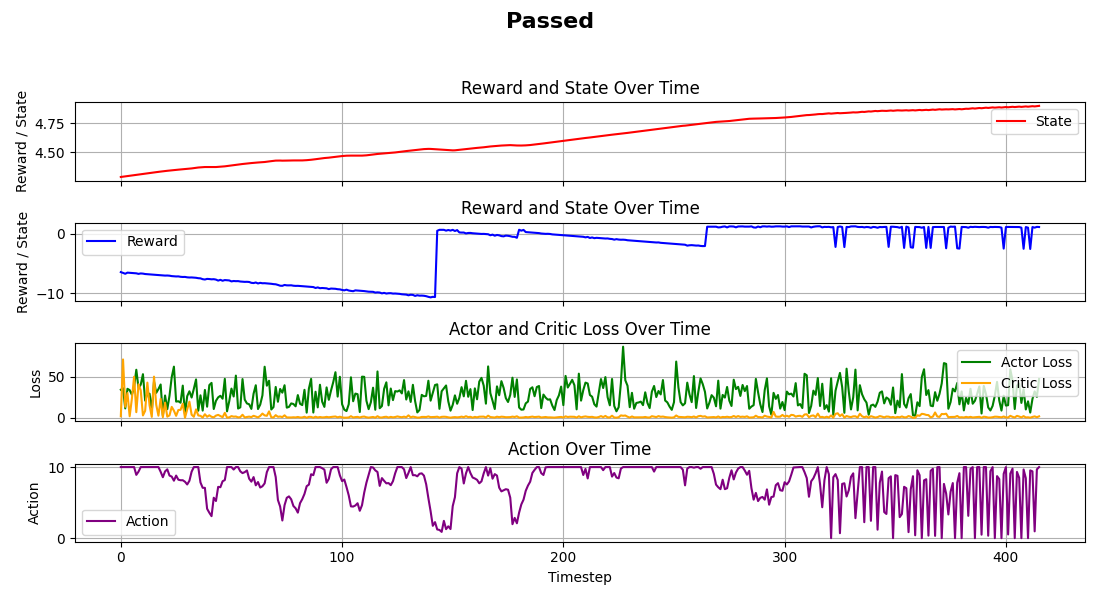 Passed
Reward and State Over Time
Reward / State
4.75
4.50
State
Reward and State Over Time
Reward / State
0
−10
Reward
Actor and Critic Loss Over Time
Loss
50
0
Actor Loss
Critic Loss
Action Over Time
Action
10
0
Action
0 100 200 300 400
Timestep